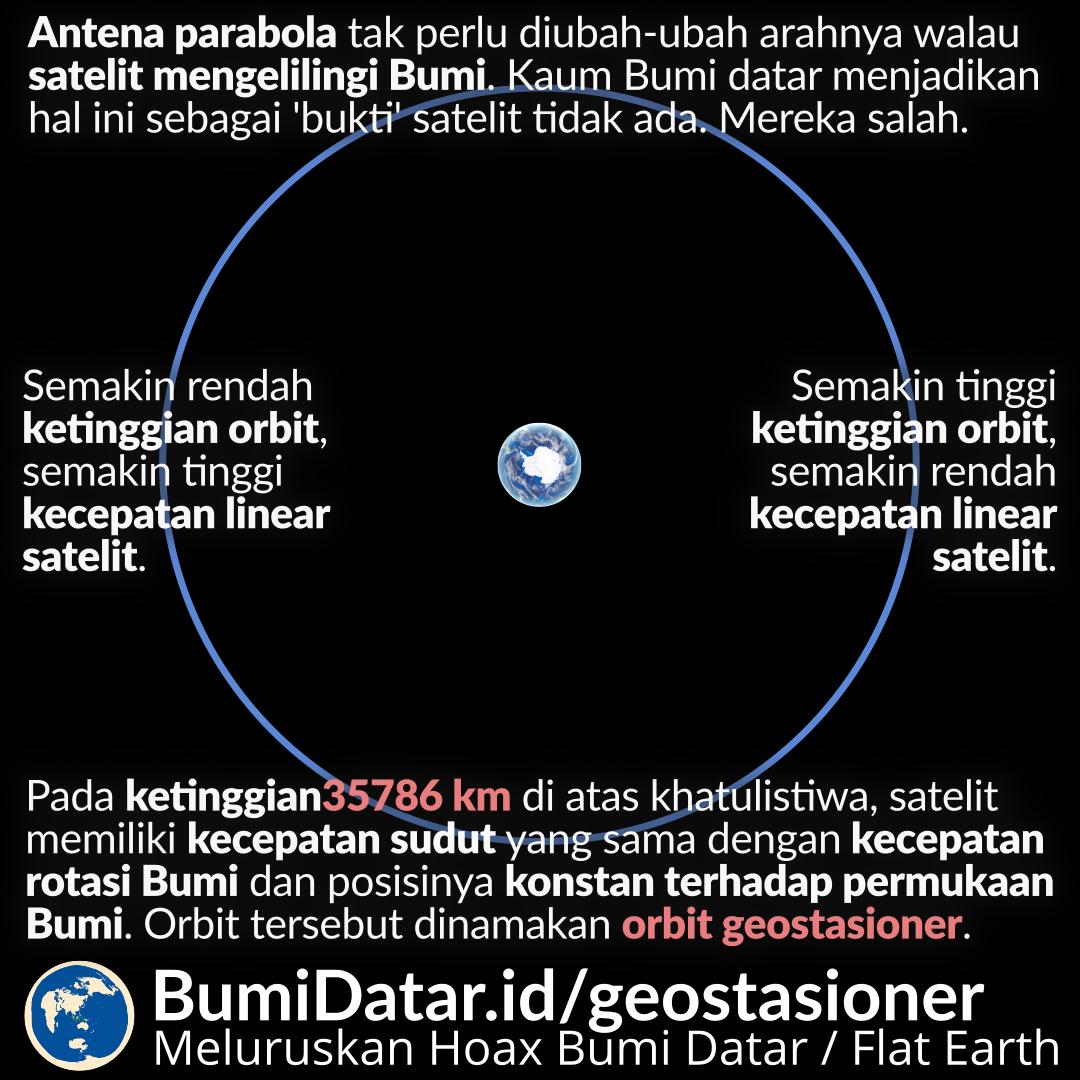 Antena parabola tak perlu diubah-ubah arahnya walau
satelit mengelilingi Bumi. Kaum Bumi datar menjadikan
hal ini sebagai 'bukti' satelit tidak ada. Mereka salah.
Semakin rendah
ketinggian orbit,
semakin tinggi
kecepatan linear
satelit.
Semakin tinggi
ketinggian orbit,
semakin rendah
kecepatan linear
satelit.
Pada ketinggian35786 km di atas khatulistiwa, satelit
memiliki kecepatan sudut yang sama dengan kecepatan
rotasi Bumi dan posisinya konstan terhadap permukaan
Bumi. Orbit tersebut dinamakan orbit geostasioner.
BumiDatar.id/geostasioner
Meluruskan Hoax Bumi Datar / Flat Earth